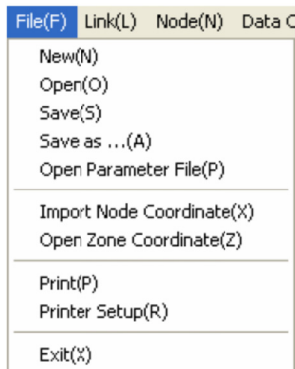 File(F) Link(L) Node(N) Data
New(N)
Open(O)
Save(S)
Save as ...(A)
Open Parameter File(P)
Import Node Coordinate(X)
Open Zone Coordinate(Z)
Print(P)
Printer Setup(R)
Exit(X)